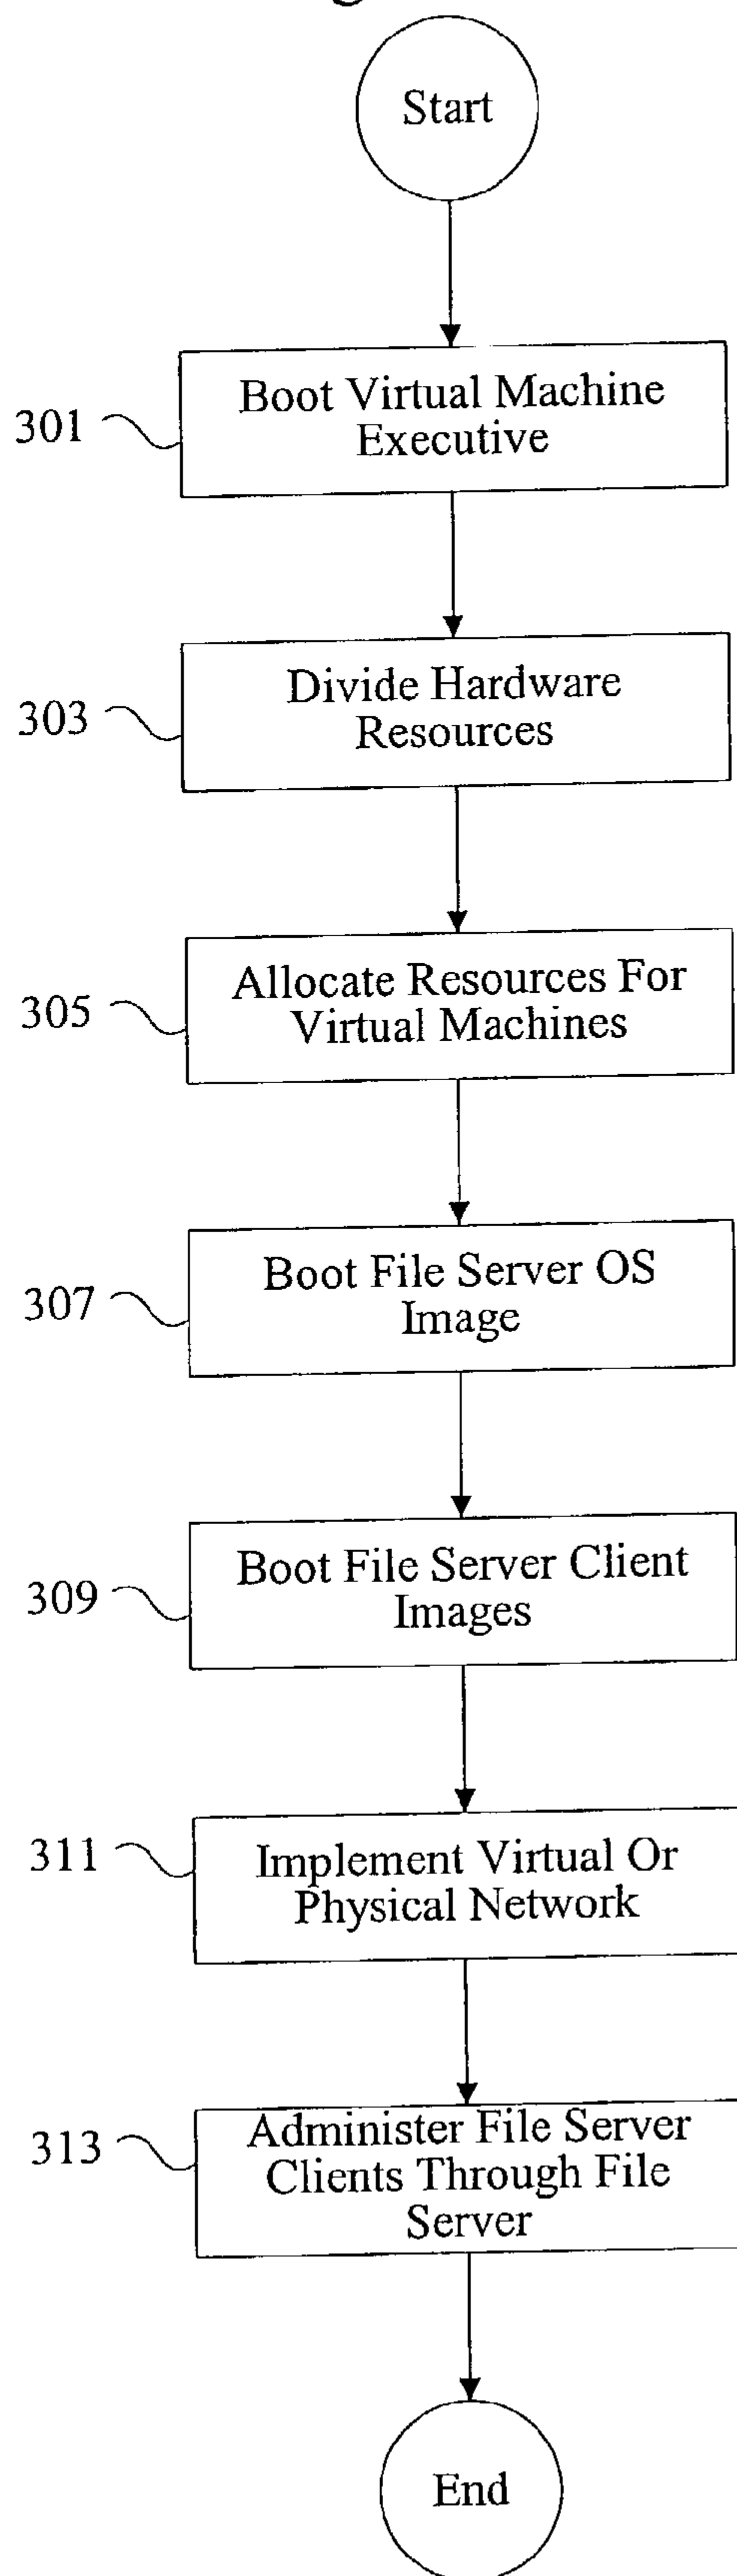 Start
301
Boot Virtual Machine
Executive
303
Divide Hardware
Resources
305
Allocate Resources For
Virtual Machines
307
Boot File Server OS
Image
309
Boot File Server Client
Images
311
Implement Virtual Or
Physical Network
313
Administer File Server
Clients Through File
Server
End